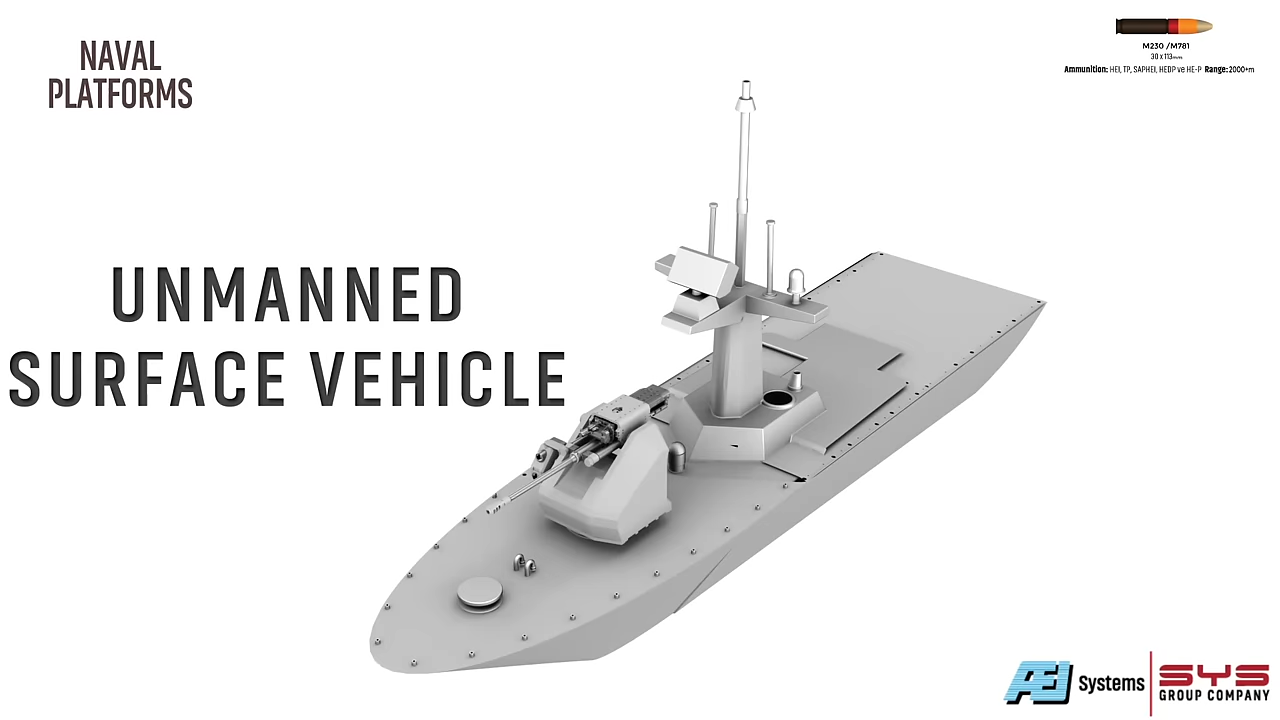 NAVAL
PLATFORMS
M230 /M781
30 x 113mm
Ammunition: HEI, TP, SAPHEI, HEDP ve HE-P Range:2000+m
UNMANNED
SURFACE VEHICLE
AEI Systems
SYS
GROUP COMPANY